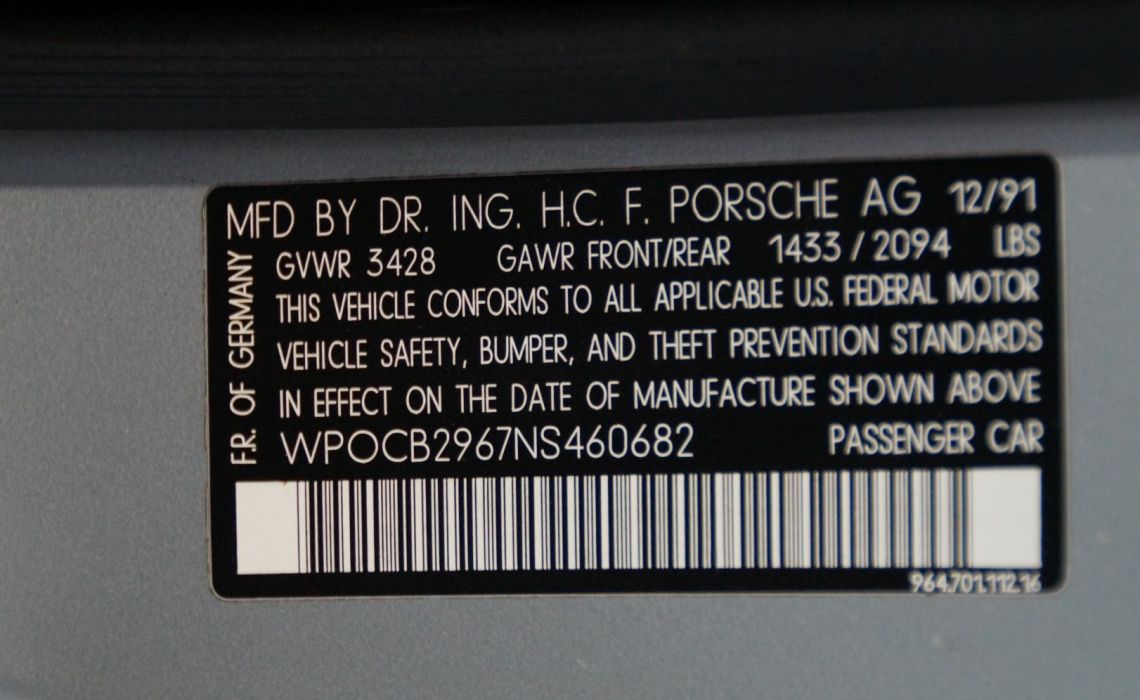 MFD BY DR. ING. H.C. F. PORSCHE AG 12/91
GVWR 3428 GAWR FRONT/REAR 1433 / 2094 LBS
THIS VEHICLE CONFORMS TO ALL APPLICABLE U.S. FEDERAL MOTOR
VEHICLE SAFETY, BUMPER, AND THEFT PREVENTION STANDARDS
IN EFFECT ON THE DATE OF MANUFACTURE SHOWN ABOVE
WP0CB2967NS460682 PASSENGER CAR
F.R. OF GERMANY
964.701.112.16